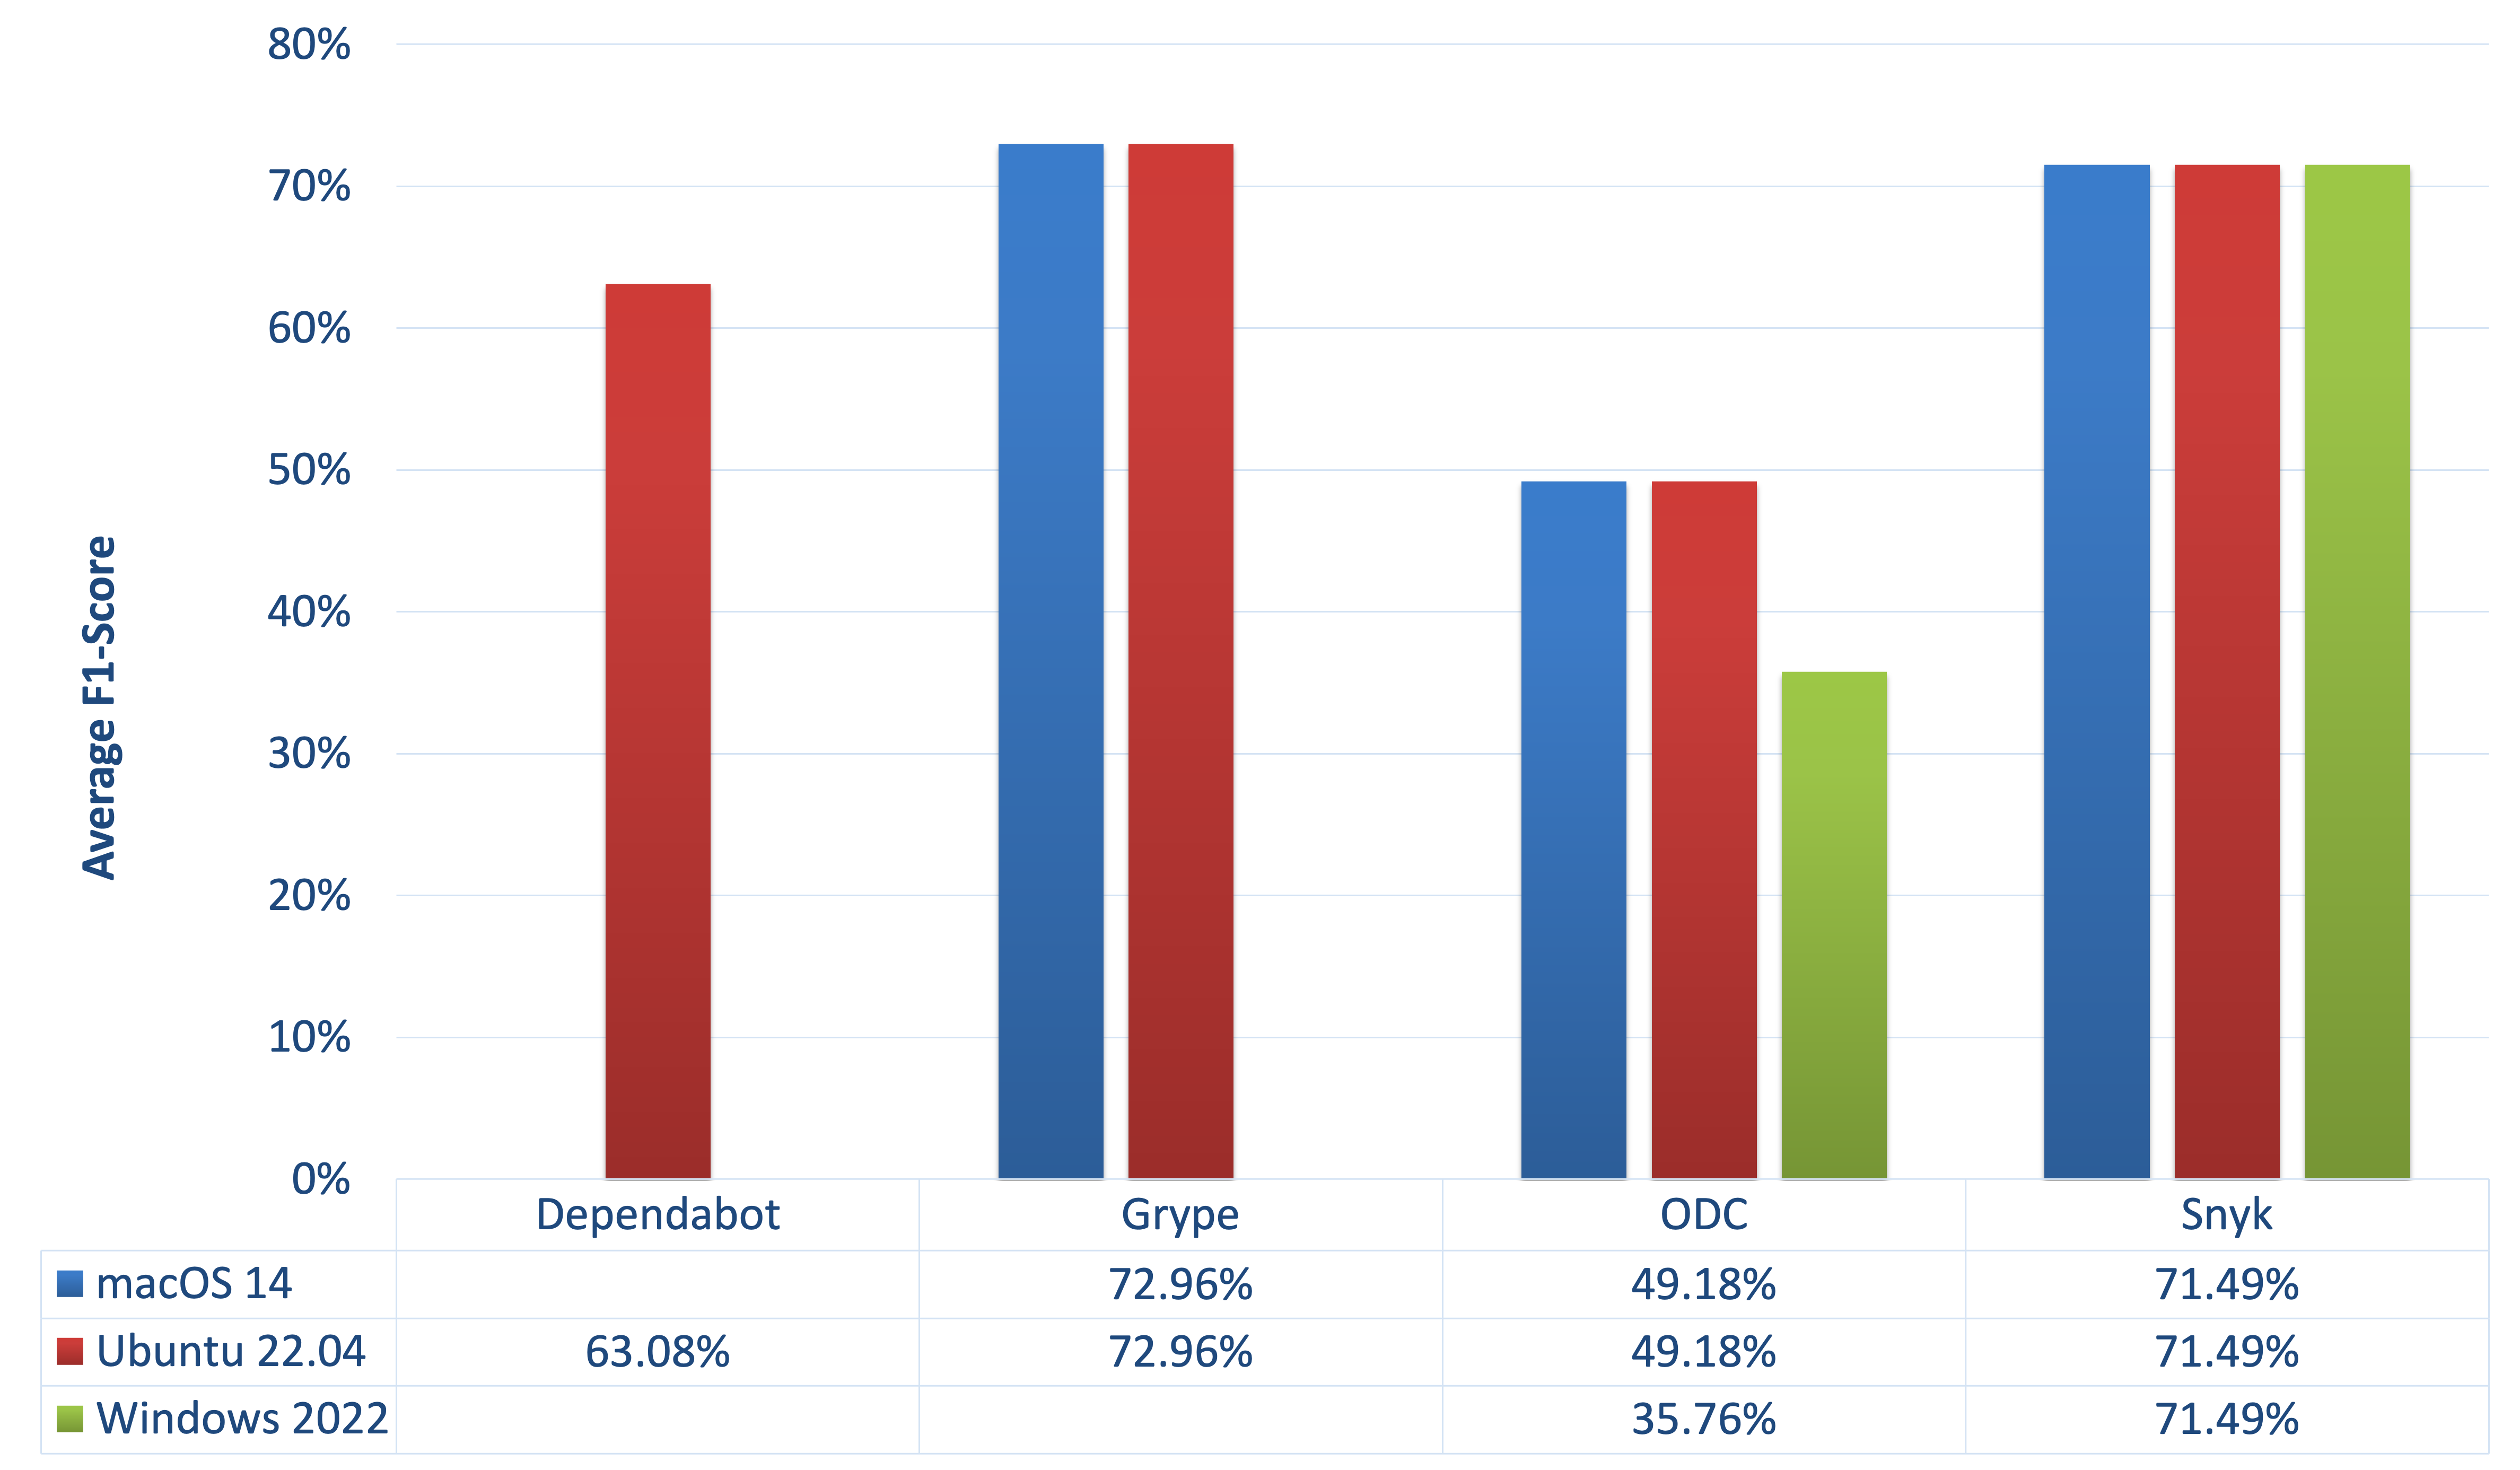 80%
70%
60%
50%
40%
30%
20%
10%
0%
Average F1-Score
Dependabot Grype ODC Snyk
macOS 14 72.96% 49.18% 71.49%
Ubuntu 22.04 63.08% 72.96% 49.18% 71.49%
Windows 2022 35.76% 71.49%